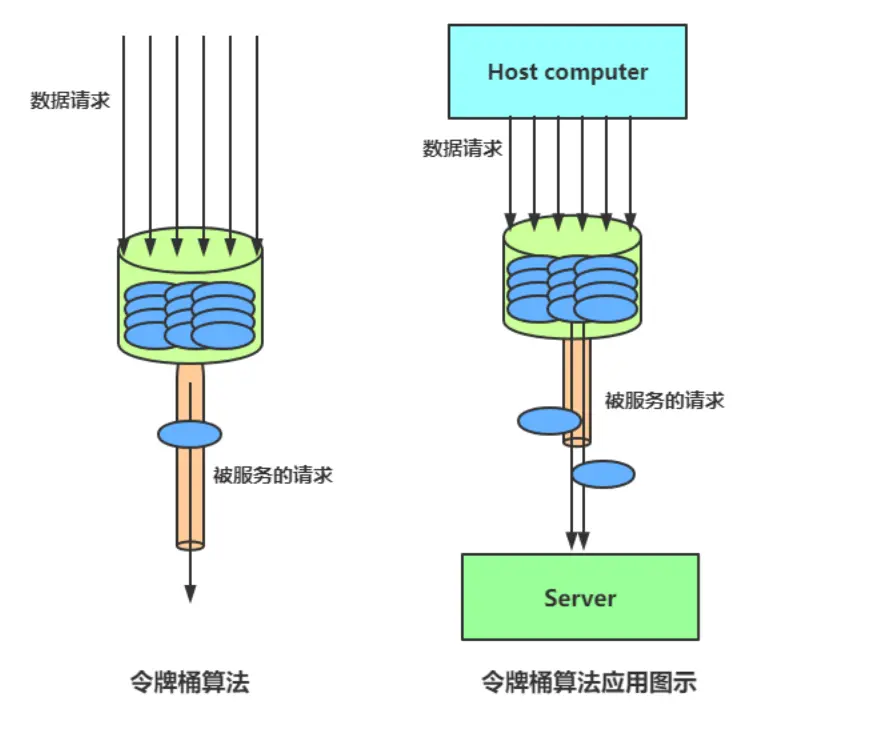 数据请求
被服务的请求
令牌桶算法
Host computer
数据请求
被服务的请求
Server
令牌桶算法应用图示